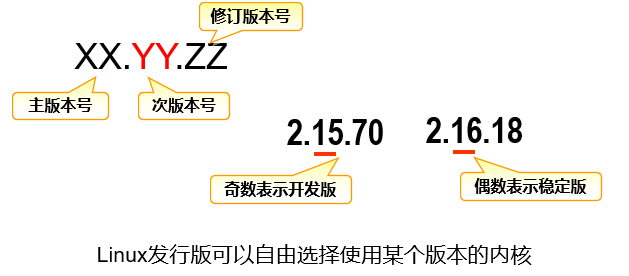 修订版本号
XX.YY.ZZ
主版本号
次版本号
2.15.70
2.16.18
奇数表示开发版
偶数表示稳定版
Linux发行版可以自由选择使用某个版本的内核